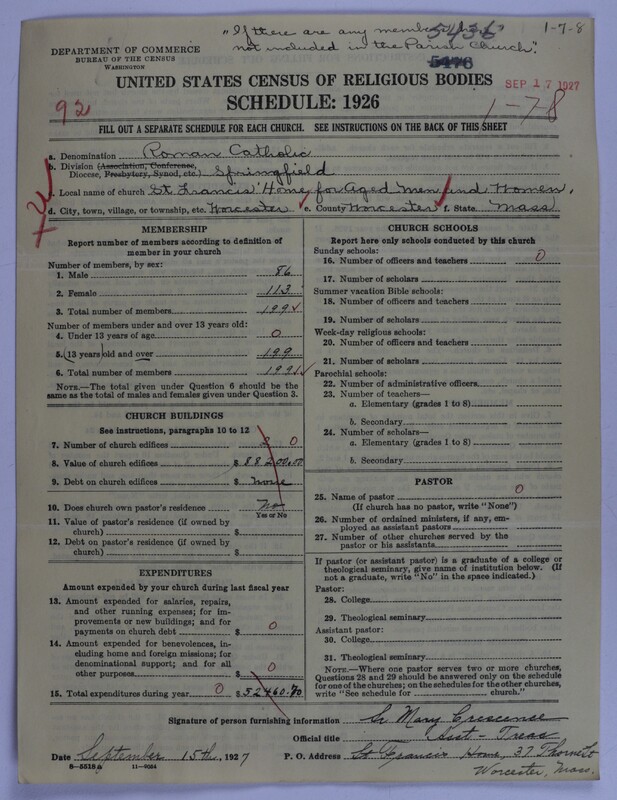 "If there are any members
not included in the Parish Church".
1-7-8
5476
DEPARTMENT OF COMMERCE
BUREAU OF THE CENSUS
WASHINGTON
UNITED STATES CENSUS OF RELIGIOUS BODIES
SEP 17 1927
SCHEDULE: 1926
92
1-7-8
FILL OUT A SEPARATE SCHEDULE FOR EACH CHURCH. SEE INSTRUCTIONS ON THE BACK OF THIS SHEET
a. Denomination Roman Catholic
b. Division (Association, Conference, Diocese, Presbytery, Synod, etc.) Springfield
c. Local name of church St Francis' Home for Aged Men and Women.
d. City, town, village, or township, etc. Worcester e. County Worcester f. State Mass
MEMBERSHIP
Report number of members according to definition of
member in your church
Number of members, by sex:
1. Male 86
2. Female 113
3. Total number of members 199
Number of members under and over 13 years old:
4. Under 13 years of age 0
5. (13 years old and over 199
6. Total number of members 199
NOTE.—The total given under Question 6 should be the
same as the total of males and females given under Question 3.
CHURCH BUILDINGS
See instructions, paragraphs 10 to 12
7. Number of church edifices 0
8. Value of church edifices $88200.00
9. Debt on church edifices $ None
10. Does church own pastor's residence No
Yes or No
11. Value of pastor's residence (if owned by
church) $
12. Debt on pastor's residence (if owned by
church) $
EXPENDITURES
Amount expended by your church during last fiscal year
13. Amount expended for salaries, repairs,
and other running expenses; for im-
provements or new buildings; and for
payments on church debt $ 0
14. Amount expended for benevolences, in-
cluding home and foreign missions; for
denominational support; and for all
other purposes $ 0
15. Total expenditures during year 0 $52460.70
CHURCH SCHOOLS
Report here only schools conducted by this church
Sunday schools:
16. Number of officers and teachers 0
17. Number of scholars
Summer vacation Bible schools:
18. Number of officers and teachers
19. Number of scholars
Week-day religious schools:
20. Number of officers and teachers
21. Number of scholars
Parochial schools:
22. Number of administrative officers
23. Number of teachers—
a. Elementary (grades 1 to 8)
b. Secondary
24. Number of scholars—
a. Elementary (grades 1 to 8)
b. Secondary
PASTOR
25. Name of pastor 0
(If church has no pastor, write "None")
26. Number of ordained ministers, if any, em-
ployed as assistant pastors
27. Number of other churches served by the
pastor or his assistants
If pastor (or assistant pastor) is a graduate of a college or
theological seminary, give name of institution below. (If
not a graduate, write "No" in the space indicated.)
Pastor:
28. College
29. Theological seminary
Assistant pastor:
30. College
31. Theological seminary
NOTE.—Where one pastor serves two or more churches,
Questions 28 and 29 should be answered only on the schedule
for one of the churches; on the schedules for the other churches,
write "See schedule for church."
Signature of person furnishing information Sr Mary Crescence
Official title Asst-Treas
Date September 15th, 1927 P. O. Address St Francis Home, 37 Thorne St
Worcester, Mass.
8-5516a 11-9064